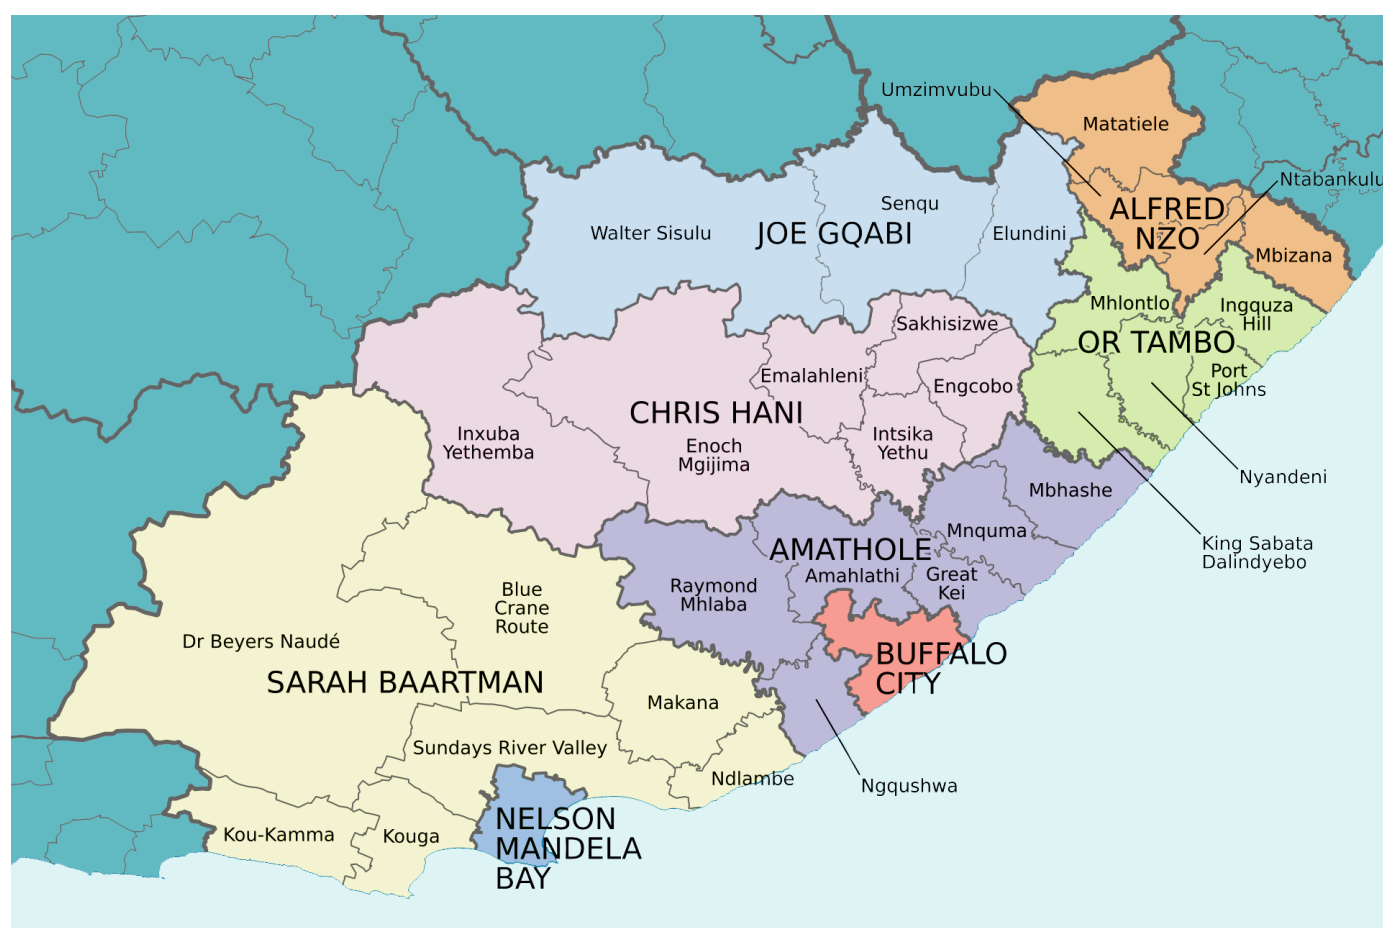 Umzimvubu
Matatiele
Ntabankulu
Senqu
ALFRED
NZO
Walter Sisulu
JOE GQABI
Elundini
Mbizana
Mhlontlo
Ingquza
Hill
Sakhisizwe
OR TAMBO
Emalahleni
Engcobo
Port
St Johns
CHRIS HANI
Inxuba
Yethemba
Enoch
Mgijima
Intsika
Yethu
Nyandeni
Mbhashe
Mnquma
King Sabata
Dalindyebo
AMATHOLE
Amahlathi
Great
Kei
Raymond
Mhlaba
Blue
Crane
Route
Dr Beyers Naudé
BUFFALO
CITY
SARAH BAARTMAN
Makana
Sundays River Valley
Ndlambe
Ngqushwa
NELSON
MANDELA
BAY
Kou-Kamma
Kouga